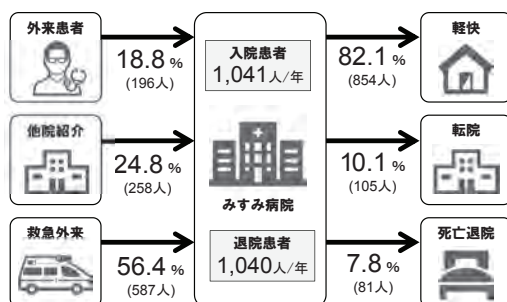 外来患者
18.8 %
(196人)
他院紹介
24.8 %
(258人)
救急外来
56.4 %
(587人)
入院患者
1,041人/年
みすみ病院
退院患者
1,040人/年
82.1 %
(854人)
軽快
10.1 %
(105人)
転院
7.8 %
(81人)
死亡退院